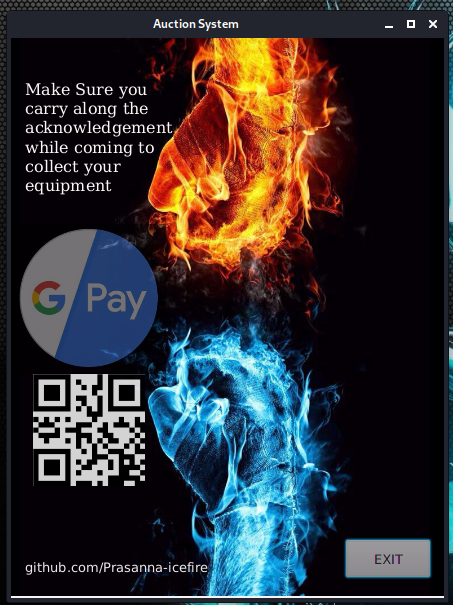 Auction System
Make Sure you
carry along the
acknowledgement
while coming to
collect your
equipment
G Pay
github.com/Prasanna-icefire
EXIT